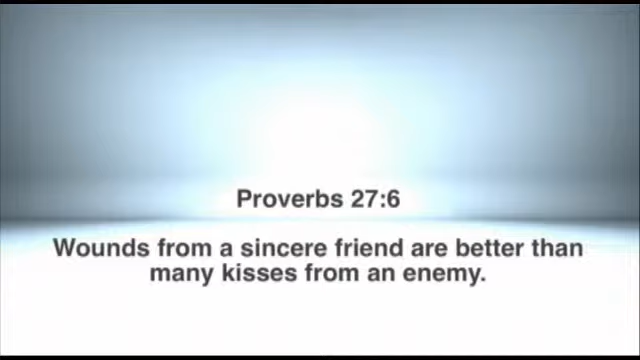 Proverbs 27:6
Wounds from a sincere friend are better than
many kisses from an enemy.